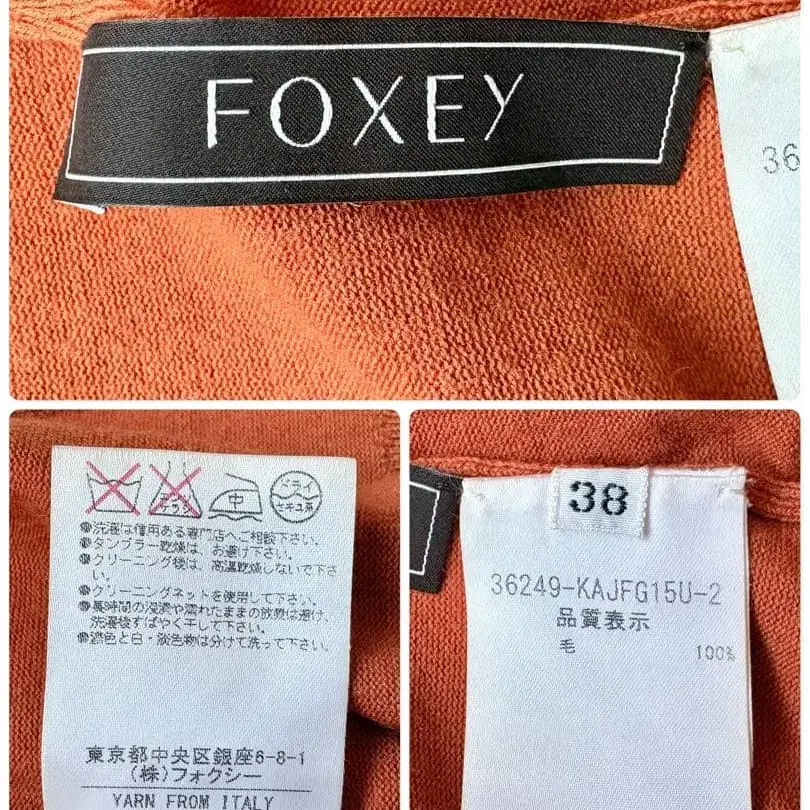 FOXEY
36
エンソサラシ
中
ドライ
セキユ系
●洗濯は信用ある専門店へご相談下さい。
●タンブラー乾燥は、お避け下さい。
●クリーニング後は、高温乾燥しないで下さ
い。
●クリーニングネットを使用して下さい。
●長時間の浸漬や濡れたままの放置は避け、
洗濯後すばやく干して下さい。
●濃色と白・淡色物は分けて洗って下さい。
東京都中央区銀座6-8-1
(株)フォクシー
YARN FROM ITALY
38
36249-KAJFG15U-2
品質表示
毛 100%